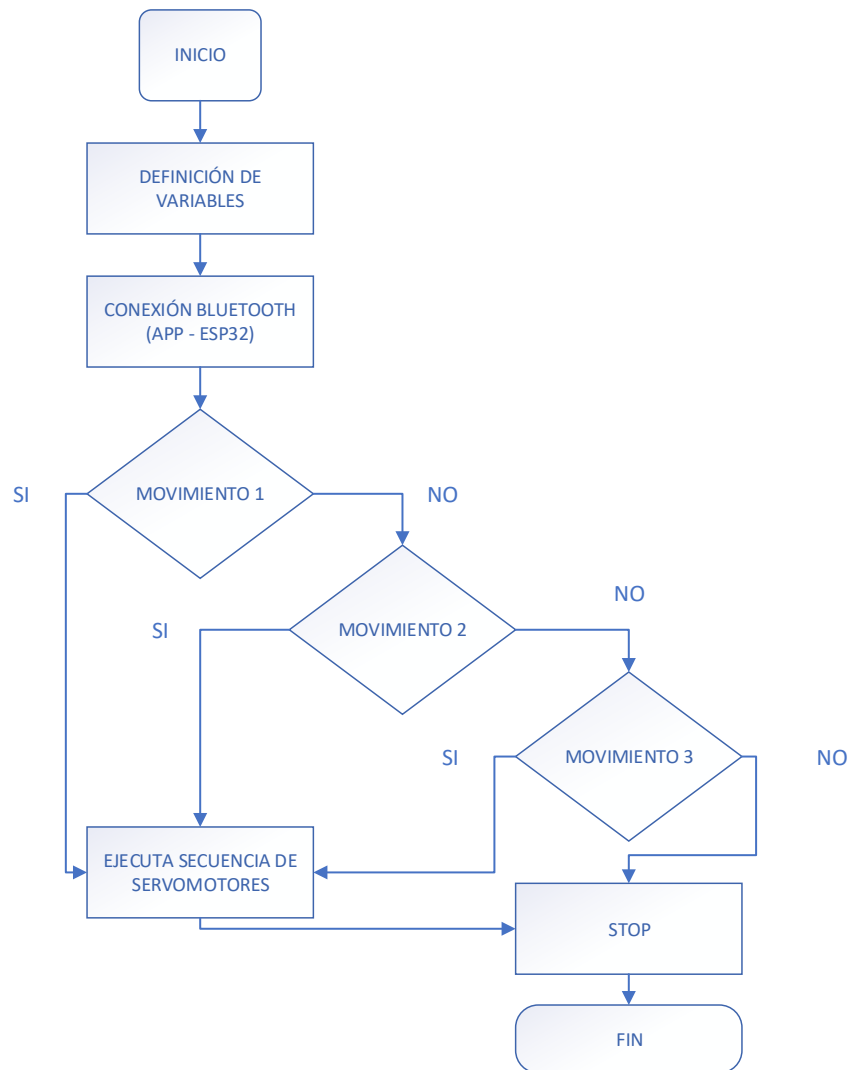 INICIO
DEFINICIÓN DE
VARIABLES
CONEXIÓN BLUETOOTH
(APP - ESP32)
SI
MOVIMIENTO 1
NO
SI
MOVIMIENTO 2
NO
SI
MOVIMIENTO 3
NO
EJECUTA SECUENCIA DE
SERVOMOTORES
STOP
FIN